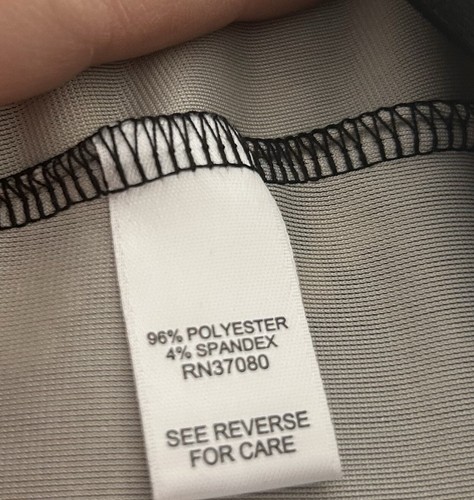 96% POLYESTER
4% SPANDEX
RN37080
SEE REVERSE
FOR CARE